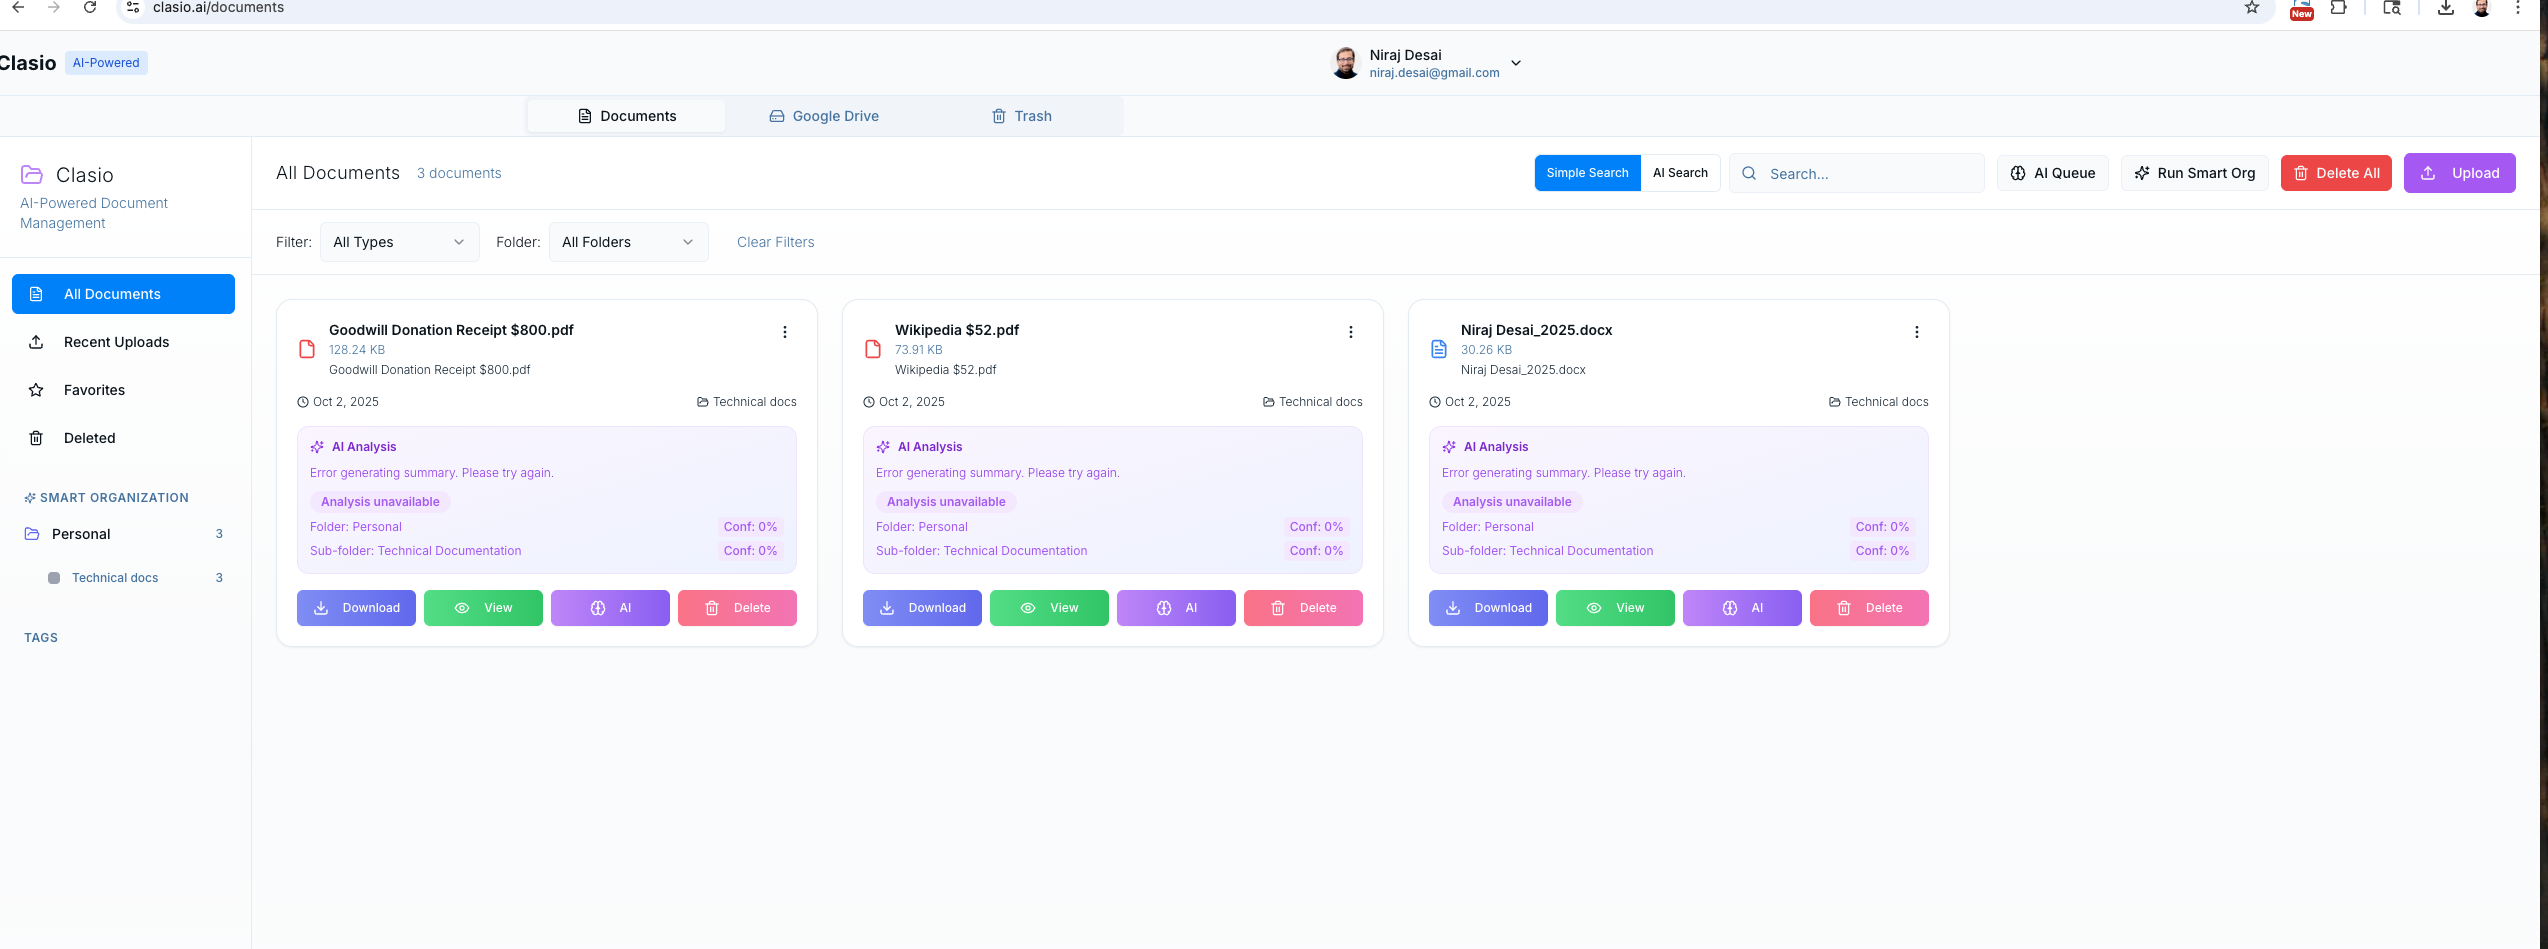 clasio.ai/documents
New
Clasio
AI-Powered
Niraj Desai
niraj.desai@gmail.com
Documents
Google Drive
Trash
Clasio
AI-Powered Document
Management
All Documents
3 documents
Simple Search
AI Search
Search...
AI Queue
Run Smart Org
Delete All
Upload
Filter:
All Types
Folder:
All Folders
Clear Filters
All Documents
Recent Uploads
Favorites
Deleted
SMART ORGANIZATION
Personal
3
Technical docs
3
TAGS
Goodwill Donation Receipt $800.pdf
128.24 KB
Goodwill Donation Receipt $800.pdf
Oct 2, 2025
Technical docs
AI Analysis
Error generating summary. Please try again.
Analysis unavailable
Folder: Personal
Conf: 0%
Sub-folder: Technical Documentation
Conf: 0%
Download
View
AI
Delete
Wikipedia $52.pdf
73.91 KB
Wikipedia $52.pdf
Oct 2, 2025
Technical docs
AI Analysis
Error generating summary. Please try again.
Analysis unavailable
Folder: Personal
Conf: 0%
Sub-folder: Technical Documentation
Conf: 0%
Download
View
AI
Delete
Niraj Desai_2025.docx
30.26 KB
Niraj Desai_2025.docx
Oct 2, 2025
Technical docs
AI Analysis
Error generating summary. Please try again.
Analysis unavailable
Folder: Personal
Conf: 0%
Sub-folder: Technical Documentation
Conf: 0%
Download
View
AI
Delete